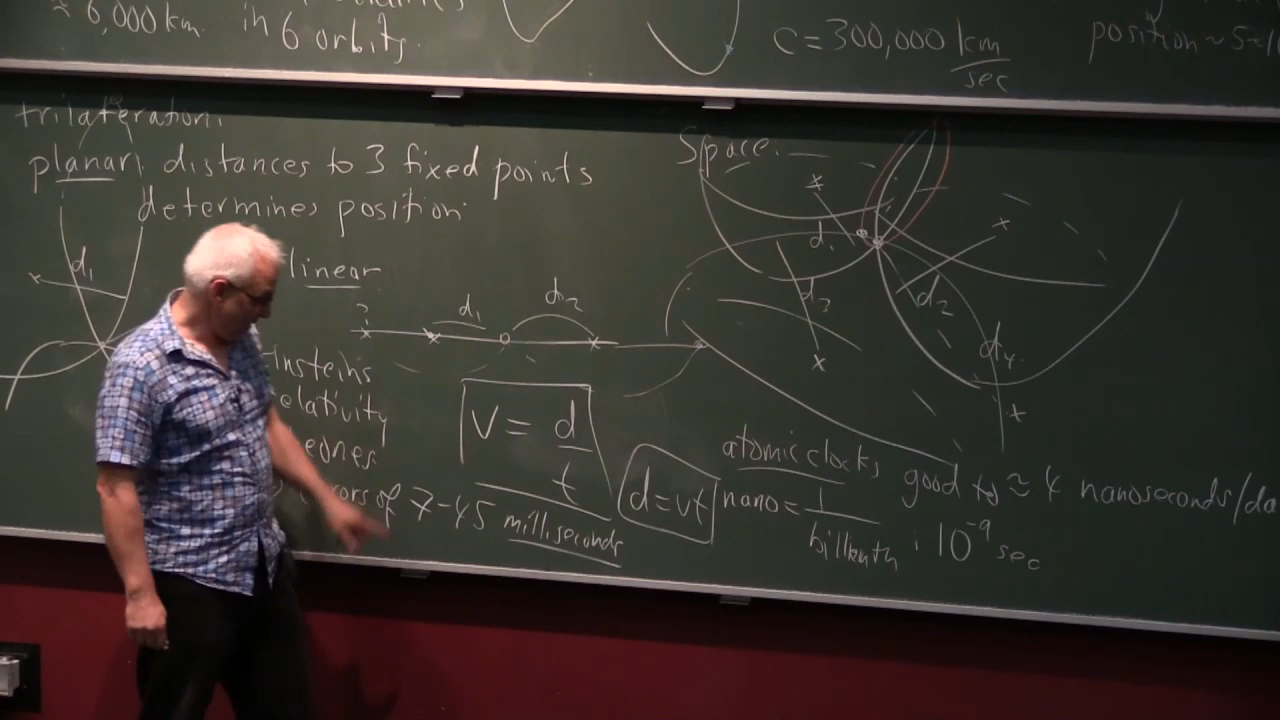 ≈ 6,000 km. in 6 orbits.
c = 300,000 km/sec
position ~ 5
trilateration:
planar: distances to 3 fixed points
determines position.
linear
d₁
?
d₁
d₂
Space:
d₁
d₂
d₃
d₄
Einsteins
relativity
errors of 7-45 milliseconds
V = d/t
d = vt
atomic clocks good to ≈ 4 nanoseconds/da
nano = 1/billionth : 10⁻⁹ sec